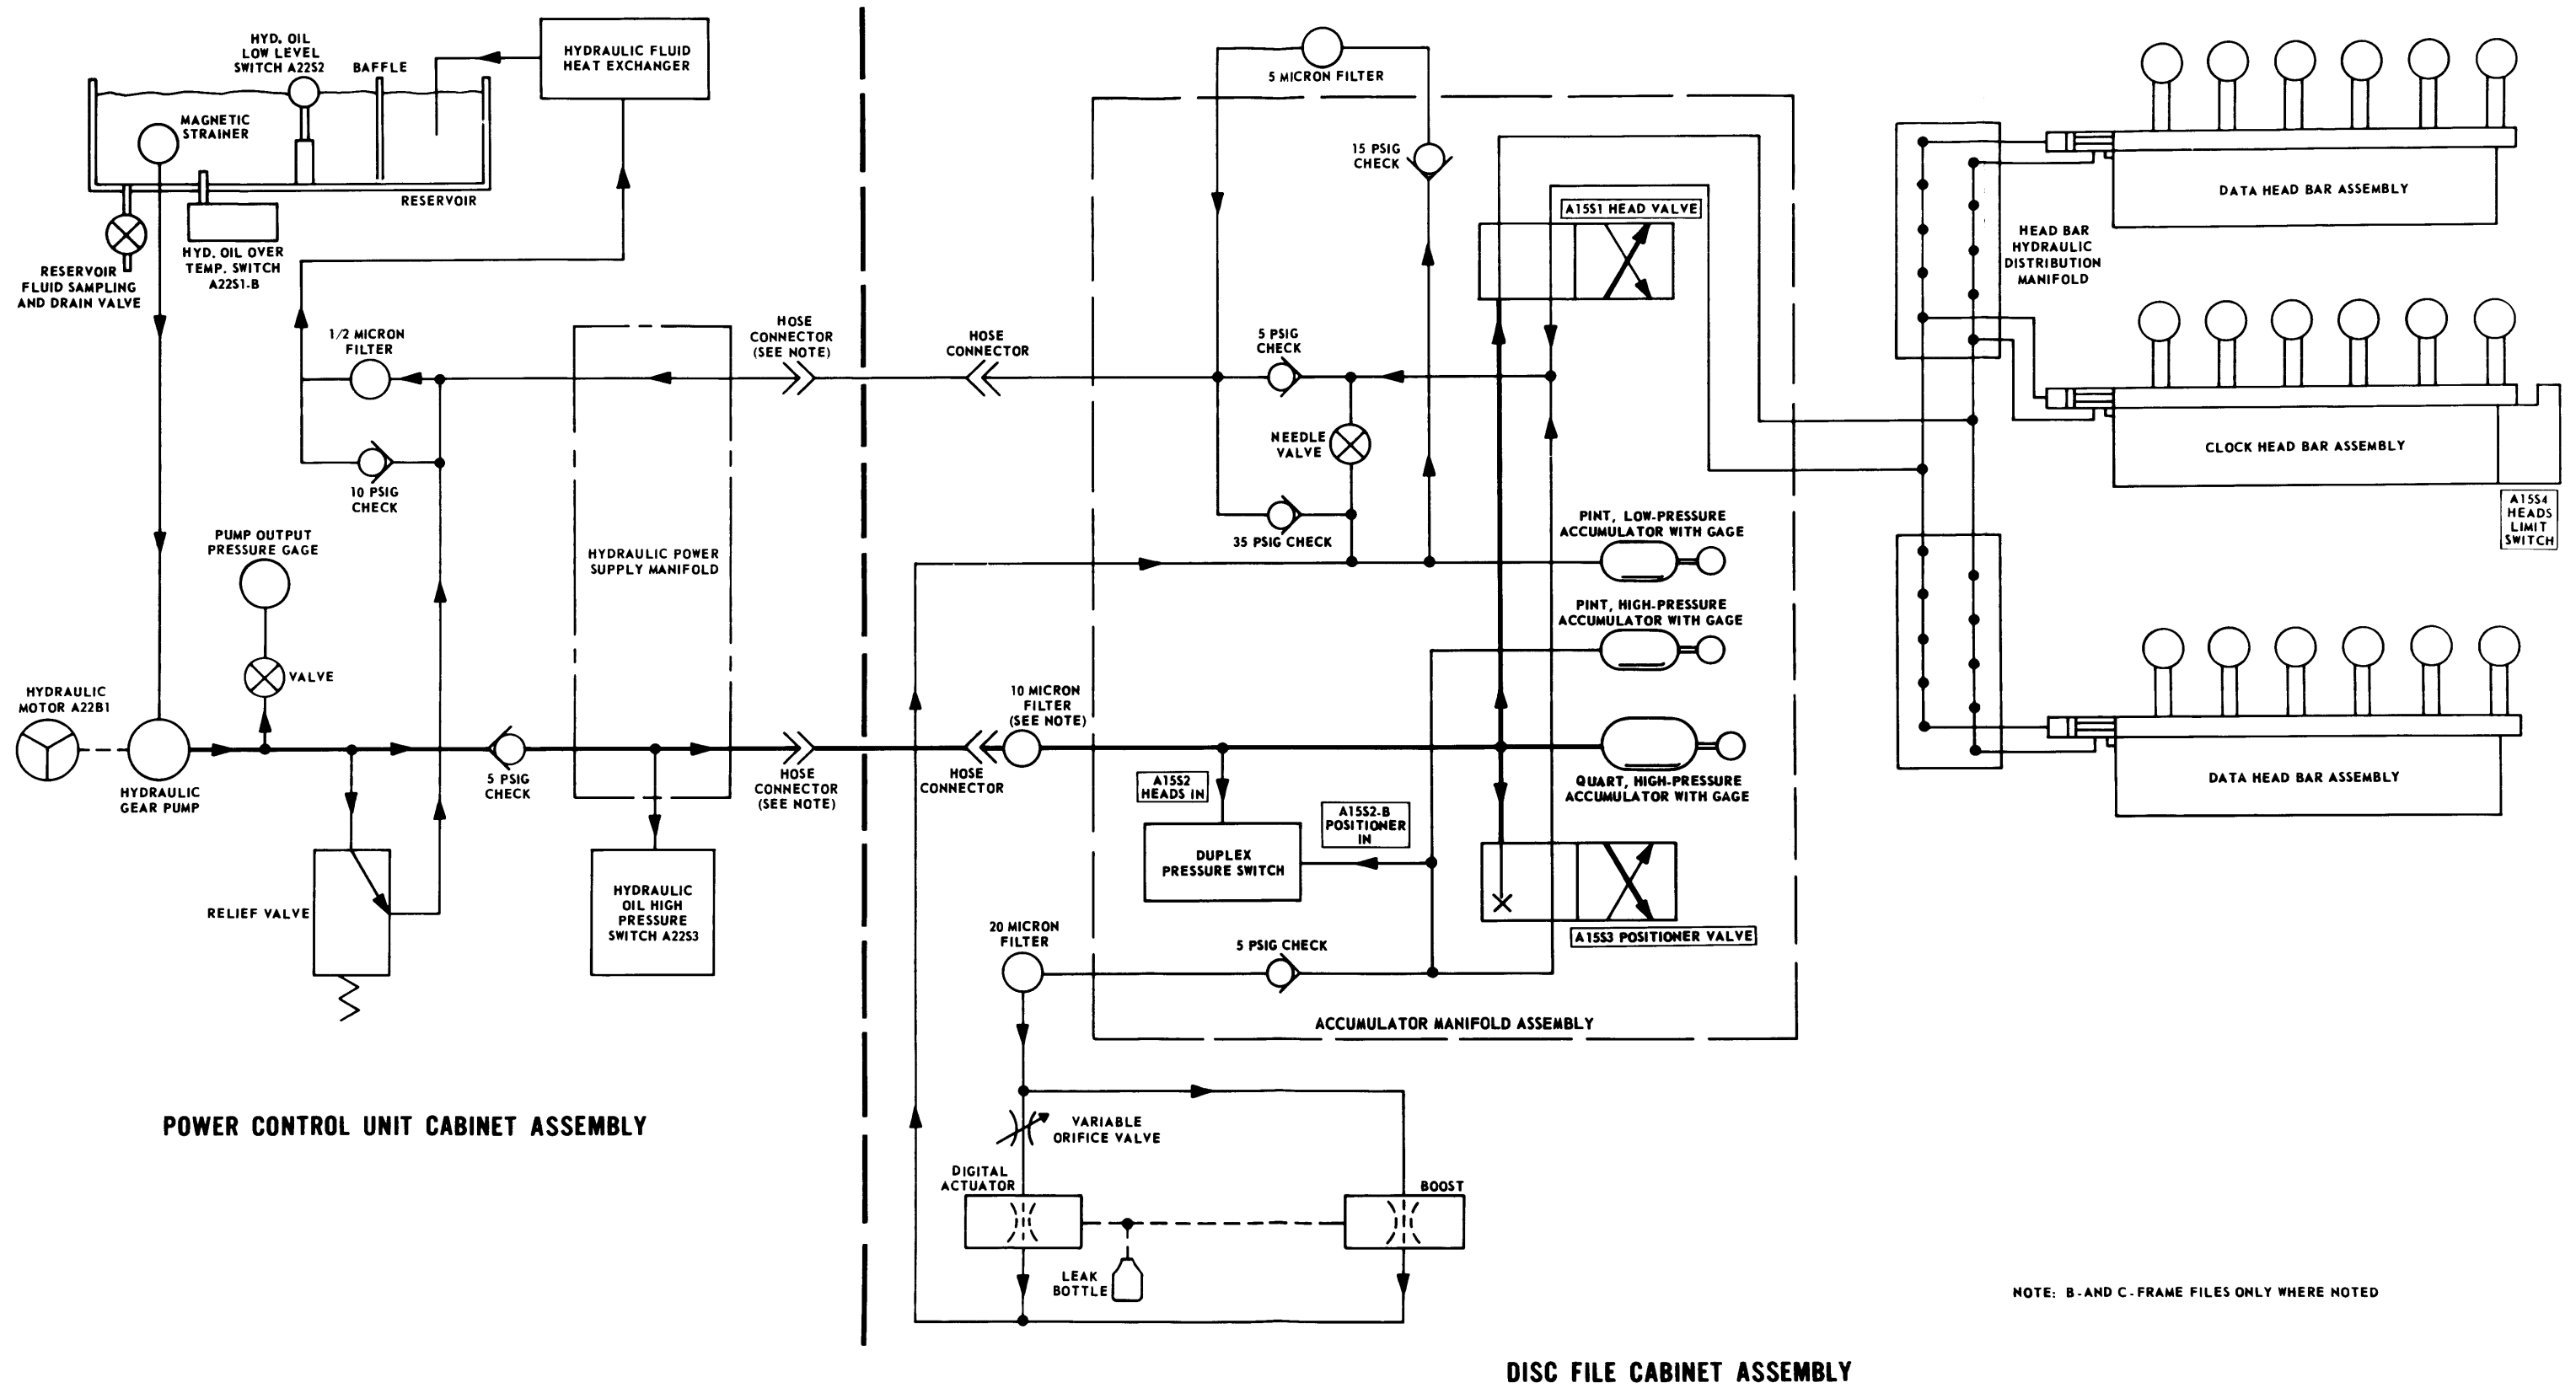 HYD. OIL
LOW LEVEL
SWITCH A22S2
BAFFLE
HYDRAULIC FLUID
HEAT EXCHANGER
MAGNETIC
STRAINER
RESERVOIR
HYD. OIL OVER
TEMP. SWITCH
A22S1-B
RESERVOIR
FLUID SAMPLING
AND DRAIN VALVE
1/2 MICRON
FILTER
10 PSIG
CHECK
HOSE
CONNECTOR
(SEE NOTE)
HOSE
CONNECTOR
PUMP OUTPUT
PRESSURE GAGE
VALVE
HYDRAULIC POWER
SUPPLY MANIFOLD
HYDRAULIC
MOTOR A22B1
HYDRAULIC
GEAR PUMP
5 PSIG
CHECK
HOSE
CONNECTOR
(SEE NOTE)
HOSE
CONNECTOR
10 MICRON
FILTER
(SEE NOTE)
RELIEF VALVE
HYDRAULIC
OIL HIGH
PRESSURE
SWITCH A22S3
POWER CONTROL UNIT CABINET ASSEMBLY
5 MICRON FILTER
15 PSIG
CHECK
A15S1 HEAD VALVE
5 PSIG
CHECK
NEEDLE
VALVE
35 PSIG CHECK
PINT, LOW-PRESSURE
ACCUMULATOR WITH GAGE
PINT, HIGH-PRESSURE
ACCUMULATOR WITH GAGE
QUART, HIGH-PRESSURE
ACCUMULATOR WITH GAGE
A15S2
HEADS IN
A15S2-B
POSITIONER
IN
DUPLEX
PRESSURE SWITCH
A15S3 POSITIONER VALVE
20 MICRON
FILTER
5 PSIG CHECK
ACCUMULATOR MANIFOLD ASSEMBLY
VARIABLE
ORIFICE VALVE
DIGITAL
ACTUATOR
BOOST
LEAK
BOTTLE
HEAD BAR
HYDRAULIC
DISTRIBUTION
MANIFOLD
DATA HEAD BAR ASSEMBLY
CLOCK HEAD BAR ASSEMBLY
A15S4
HEADS
LIMIT
SWITCH
DATA HEAD BAR ASSEMBLY
NOTE: B-AND C-FRAME FILES ONLY WHERE NOTED
DISC FILE CABINET ASSEMBLY